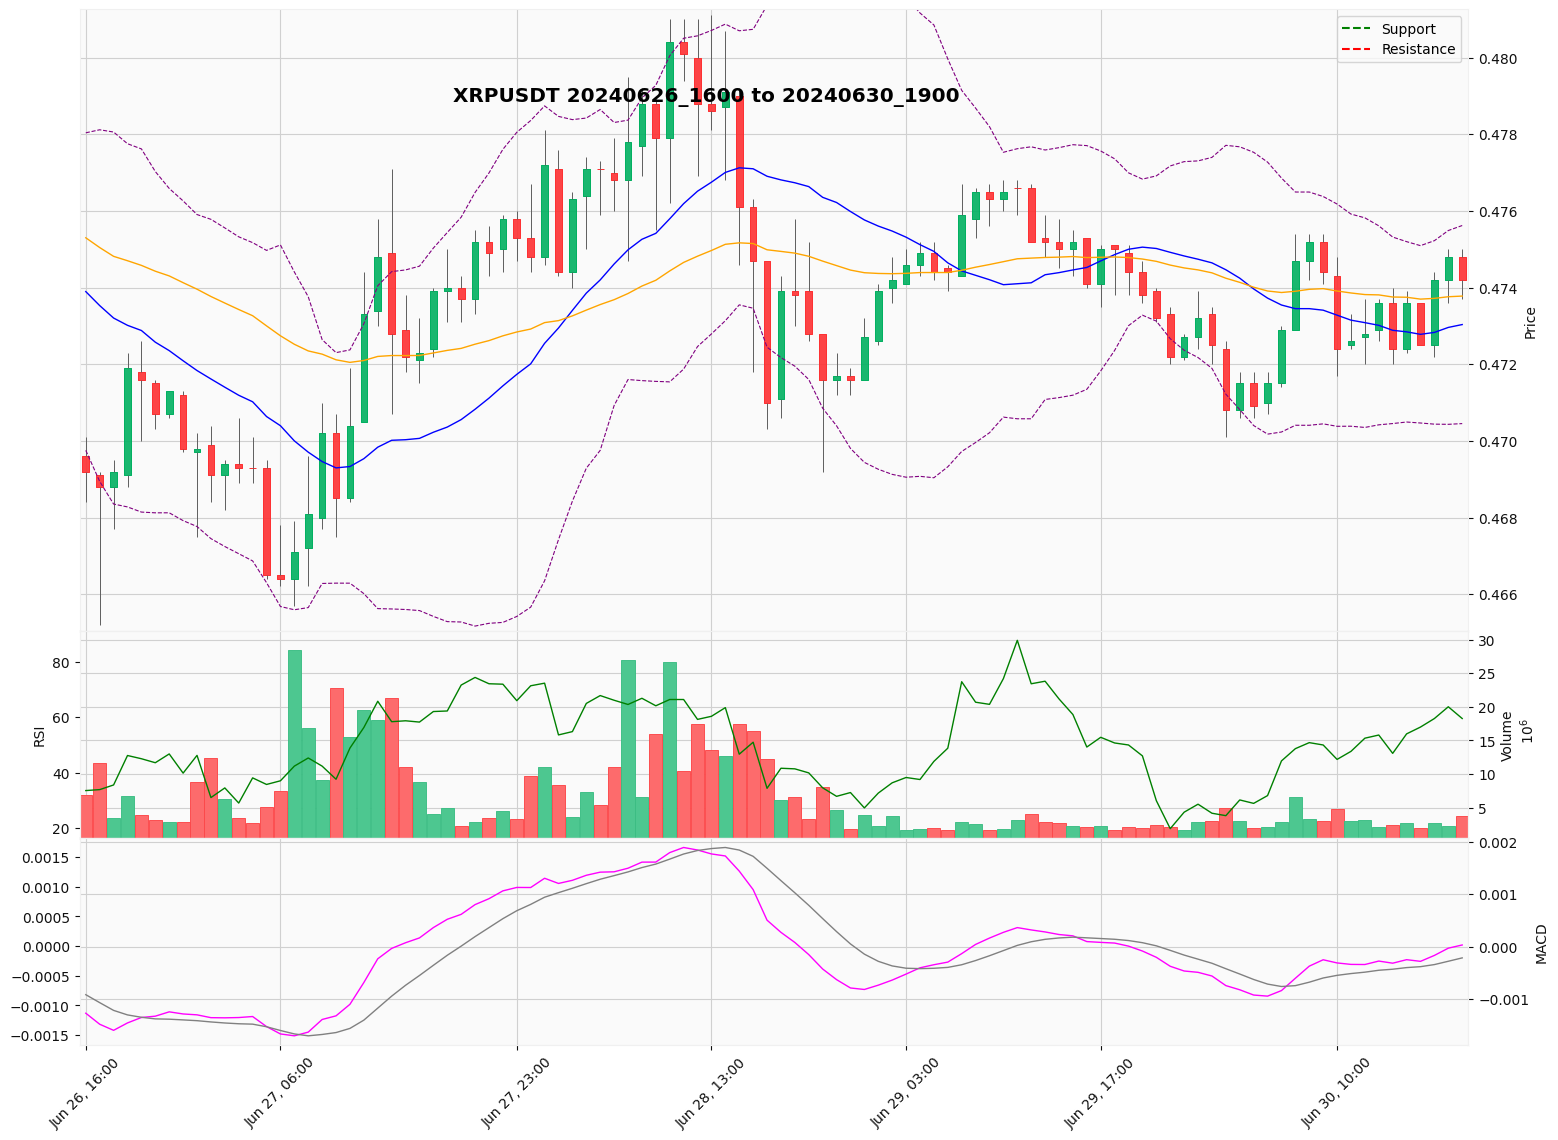 XRPUSDT 20240626_1600 to 20240630_1900
Support
Resistance
0.480
0.478
0.476
0.474
0.472
0.470
0.468
0.466
Price
80
60
40
20
RSI
30
25
20
15
10
5
Volume
10^6
0.0015
0.0010
0.0005
0.0000
−0.0005
−0.0010
−0.0015
0.002
0.001
0.000
−0.001
MACD
Jun 26, 16:00
Jun 27, 06:00
Jun 27, 23:00
Jun 28, 13:00
Jun 29, 03:00
Jun 29, 17:00
Jun 30, 10:00